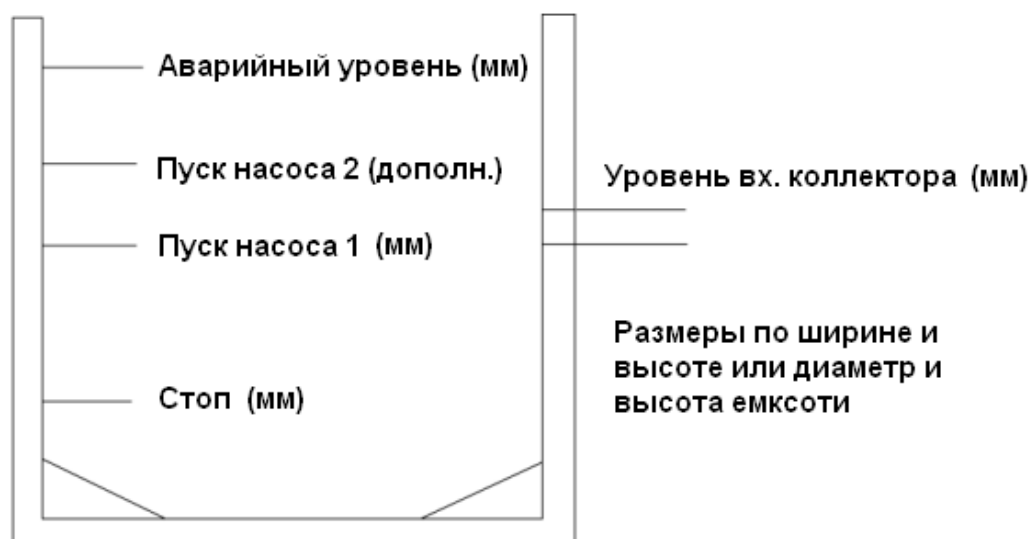 Аварийный уровень (мм)
Пуск насоса 2 (дополн.)
Уровень вх. коллектора (мм)
Пуск насоса 1 (мм)
Размеры по ширине и
высоте или диаметр и
высота емксоти
Стоп (мм)